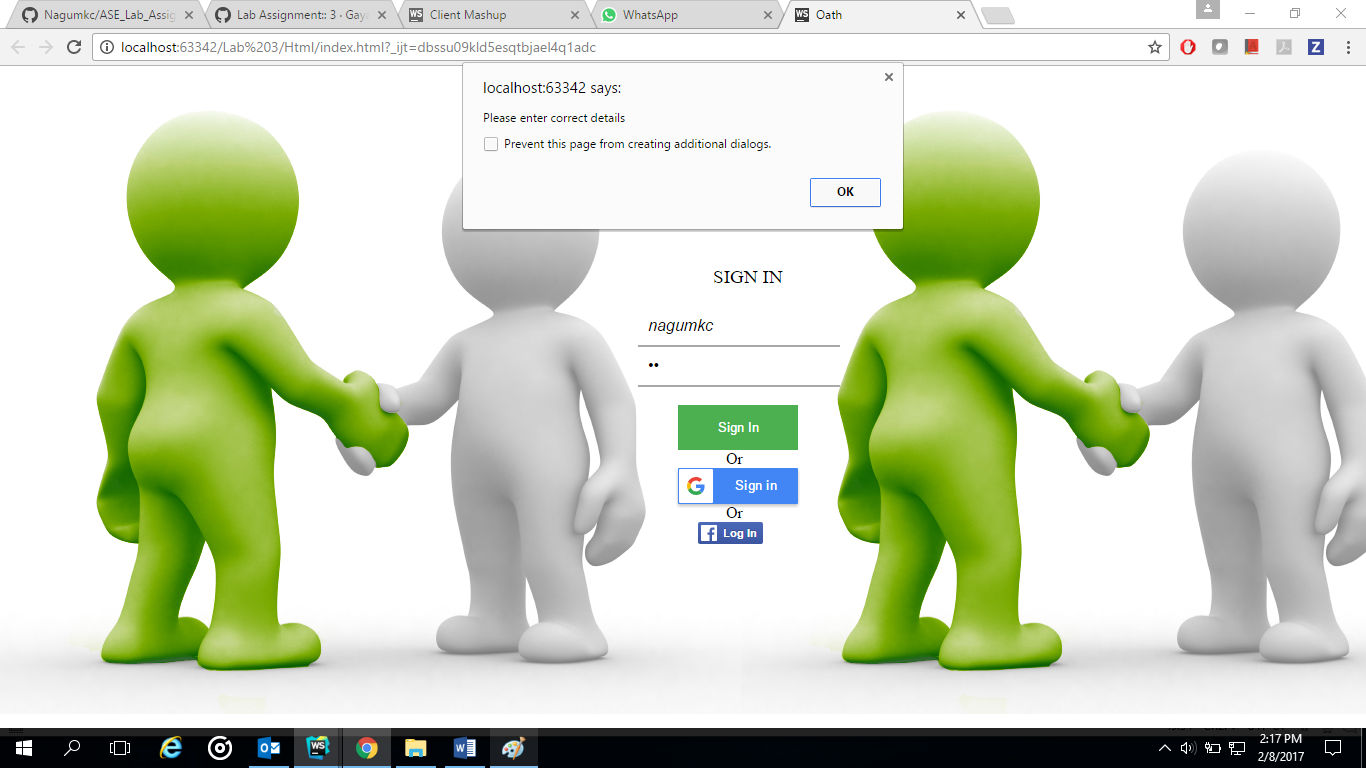 Nagumkc/ASE_Lab_Assig
Lab Assignment:: 3 · Gaya
Client Mashup
WhatsApp
Oath
localhost:63342/Lab%203/Html/index.html?_ijt=dbssu09kld5esqtbjael4q1adc
localhost:63342 says:
Please enter correct details
Prevent this page from creating additional dialogs.
OK
SIGN IN
nagumkc
••
Sign In
Or
Sign in
Or
Log In
2:17 PM
2/8/2017